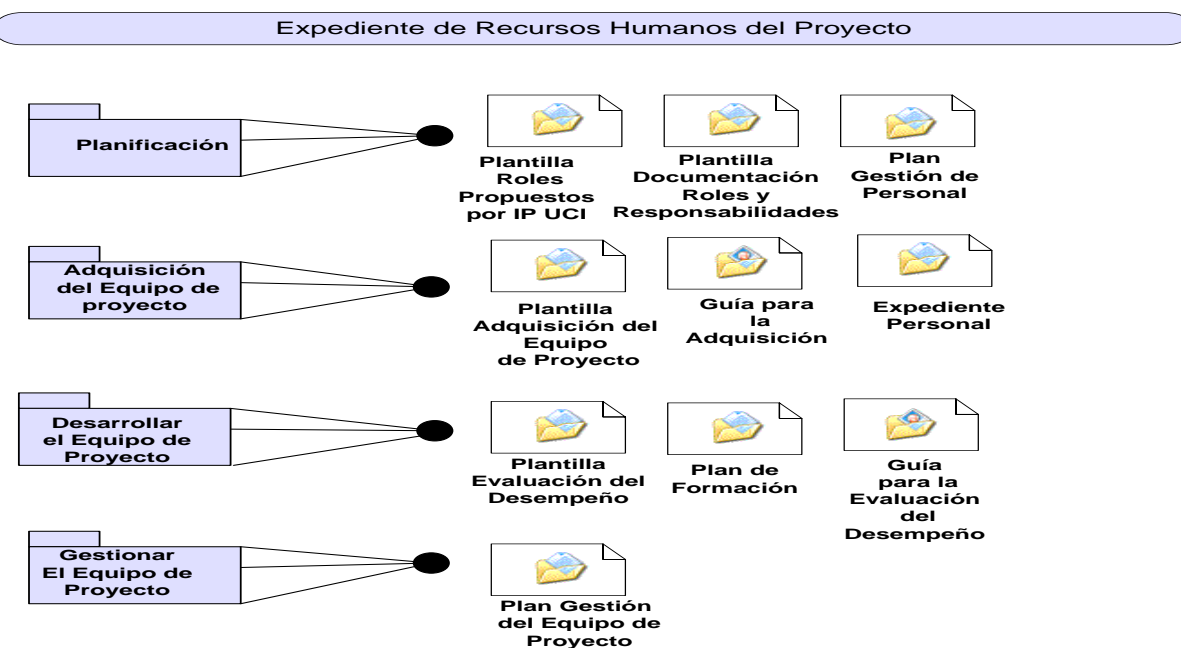 Expediente de Recursos Humanos del Proyecto
Planificación
Plantilla
Roles
Propuestos
por IP UCI
Plantilla
Documentación
Roles y
Responsabilidades
Plan
Gestión de
Personal
Adquisición
del Equipo de
proyecto
Plantilla
Adquisición del
Equipo
de Proyecto
Guía para
la
Adquisición
Expediente
Personal
Desarrollar
el Equipo de
Proyecto
Plantilla
Evaluación del
Desempeño
Plan de
Formación
Guía
para la
Evaluación
del
Desempeño
Gestionar
El Equipo de
Proyecto
Plan Gestión
del Equipo de
Proyecto